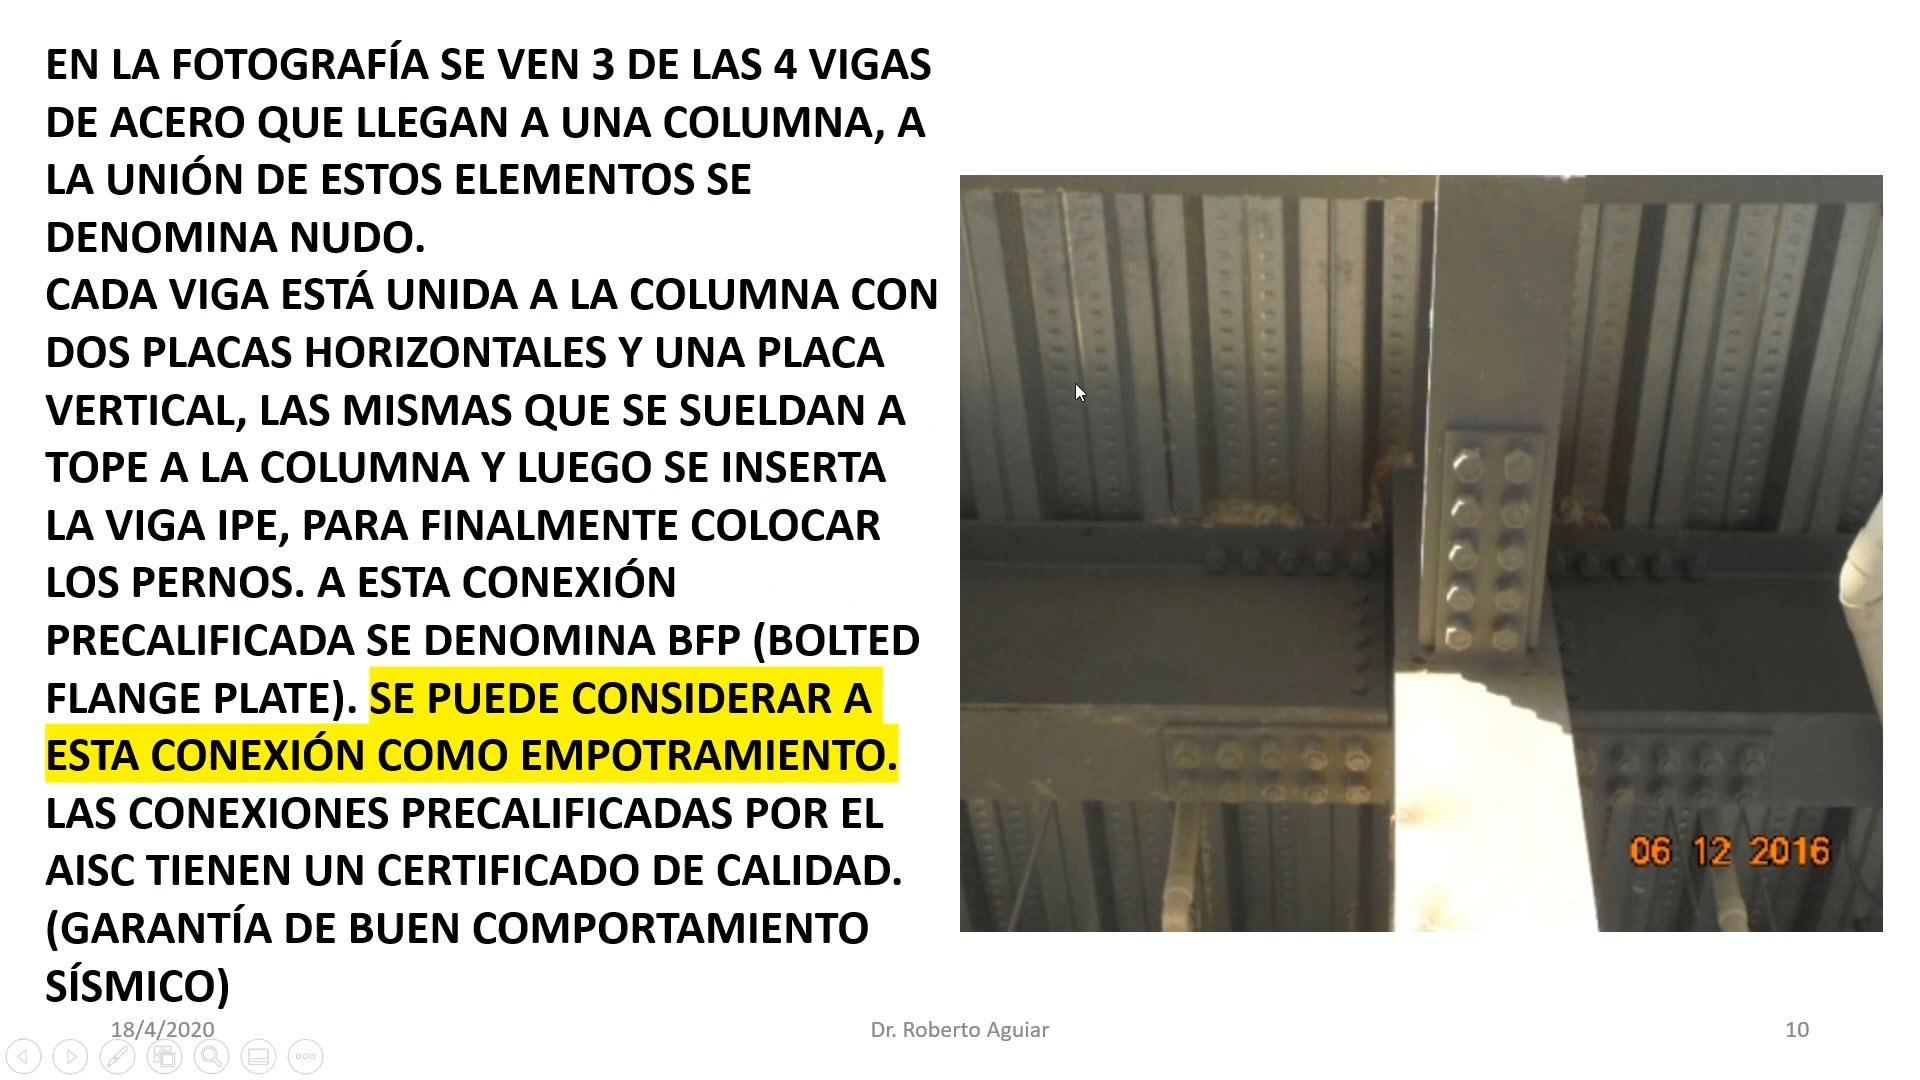 EN LA FOTOGRAFÍA SE VEN 3 DE LAS 4 VIGAS
DE ACERO QUE LLEGAN A UNA COLUMNA, A
LA UNIÓN DE ESTOS ELEMENTOS SE
DENOMINA NUDO.
CADA VIGA ESTÁ UNIDA A LA COLUMNA CON
DOS PLACAS HORIZONTALES Y UNA PLACA
VERTICAL, LAS MISMAS QUE SE SUELDAN A
TOPE A LA COLUMNA Y LUEGO SE INSERTA
LA VIGA IPE, PARA FINALMENTE COLOCAR
LOS PERNOS. A ESTA CONEXIÓN
PRECALIFICADA SE DENOMINA BFP (BOLTED
FLANGE PLATE). SE PUEDE CONSIDERAR A
ESTA CONEXIÓN COMO EMPOTRAMIENTO.
LAS CONEXIONES PRECALIFICADAS POR EL
AISC TIENEN UN CERTIFICADO DE CALIDAD.
(GARANTÍA DE BUEN COMPORTAMIENTO
SÍSMICO)
06 12 2016
18/4/2020
Dr. Roberto Aguiar
10